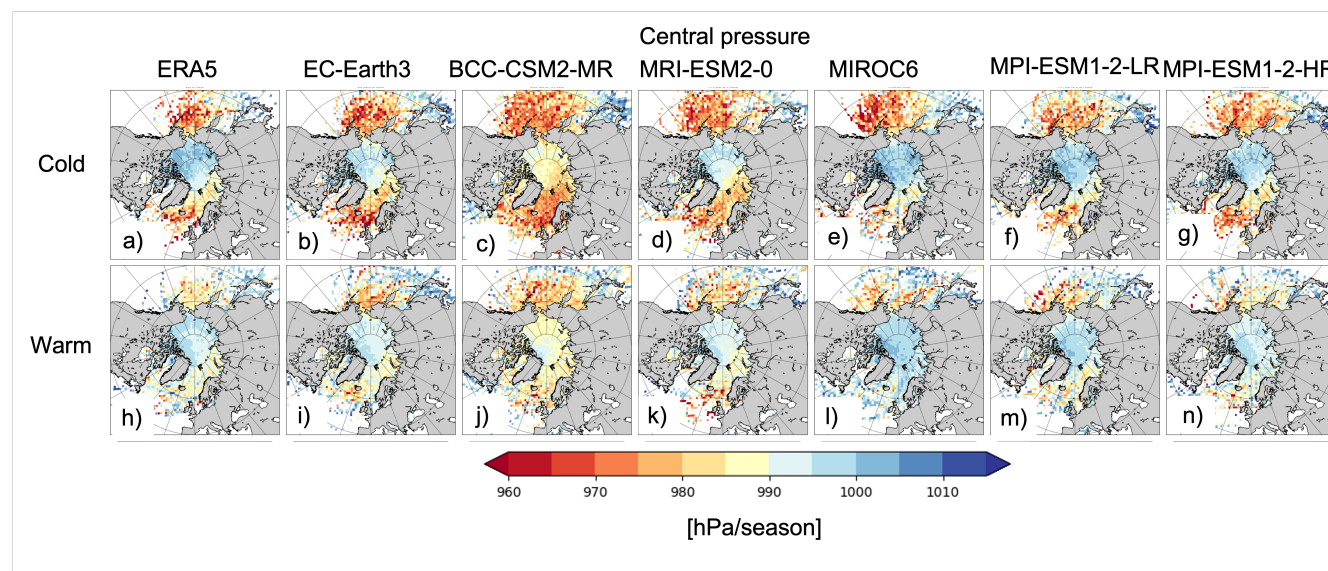 Central pressure
ERA5 EC-Earth3 BCC-CSM2-MR MRI-ESM2-0 MIROC6 MPI-ESM1-2-LR MPI-ESM1-2-HR
Cold
a) b) c) d) e) f) g)
Warm
h) i) j) k) l) m) n)
960 970 980 990 1000 1010
[hPa/season]